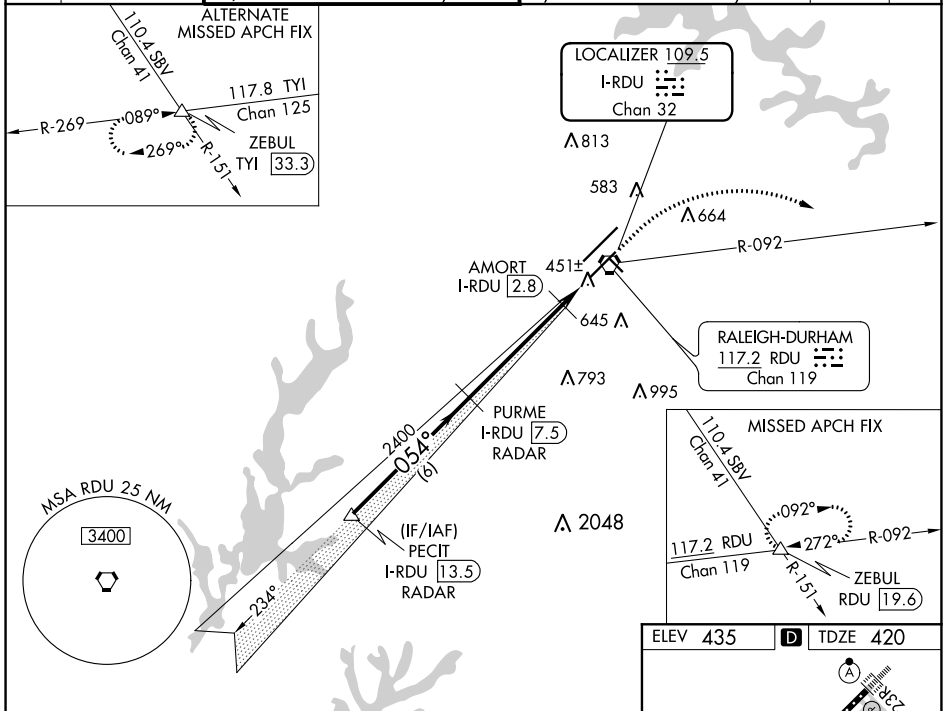 ALTERNATE
MISSED APCH FIX
110.4 SBV
Chan 41
117.8 TYI
Chan 125
R-269
089°
269°
R-151
ZEBUL
TYI 33.3
LOCALIZER 109.5
I-RDU
Chan 32
813
583
664
R-092
AMORT
I-RDU 2.8
451±
645
RALEIGH-DURHAM
117.2 RDU
Chan 119
793
995
PURME
I-RDU 7.5
RADAR
2400
054°
(6)
MISSED APCH FIX
110.4 SBV
Chan 41
092°
272°
R-092
117.2 RDU
Chan 119
R-151
ZEBUL
RDU 19.6
MSA RDU 25 NM
3400
(IF/IAF)
PECIT
I-RDU 13.5
RADAR
2048
234°
ELEV 435 D TDZE 420
A
23R